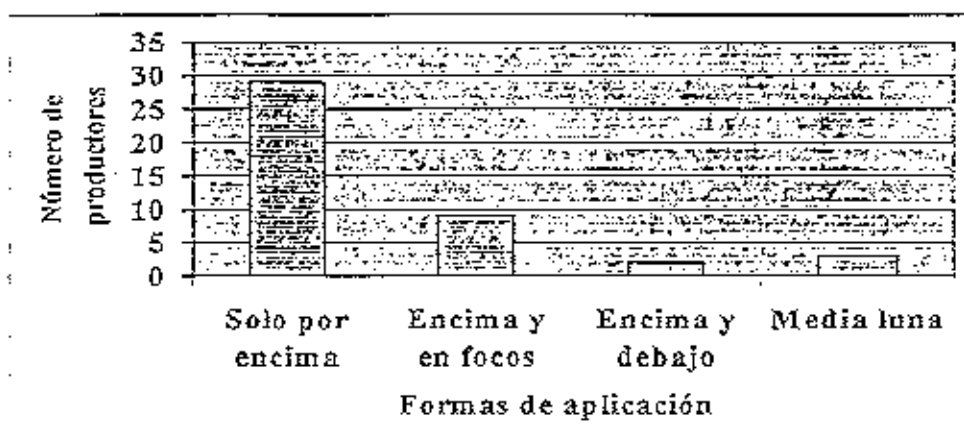 Número de
productores
35
30
25
20
15
10
5
0
Solo por
encima
Encima y
en focos
Encima y
debajo
Media luna
Formas de aplicación